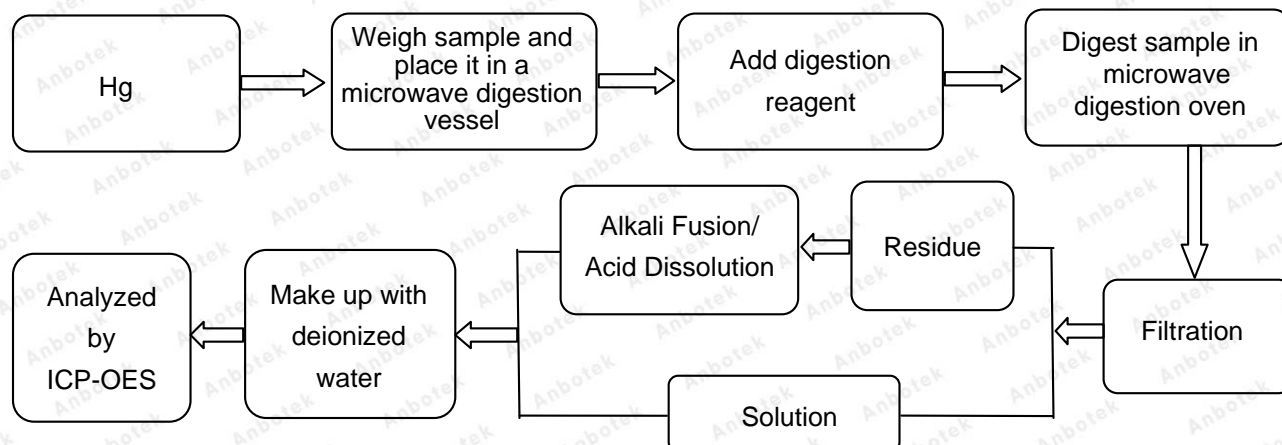 Hg
Weigh sample and
place it in a
microwave digestion
vessel
Add digestion
reagent
Digest sample in
microwave
digestion oven
Alkali Fusion/
Acid Dissolution
Residue
Filtration
Analyzed
by
ICP-OES
Make up with
deionized
water
Solution
Anbotek